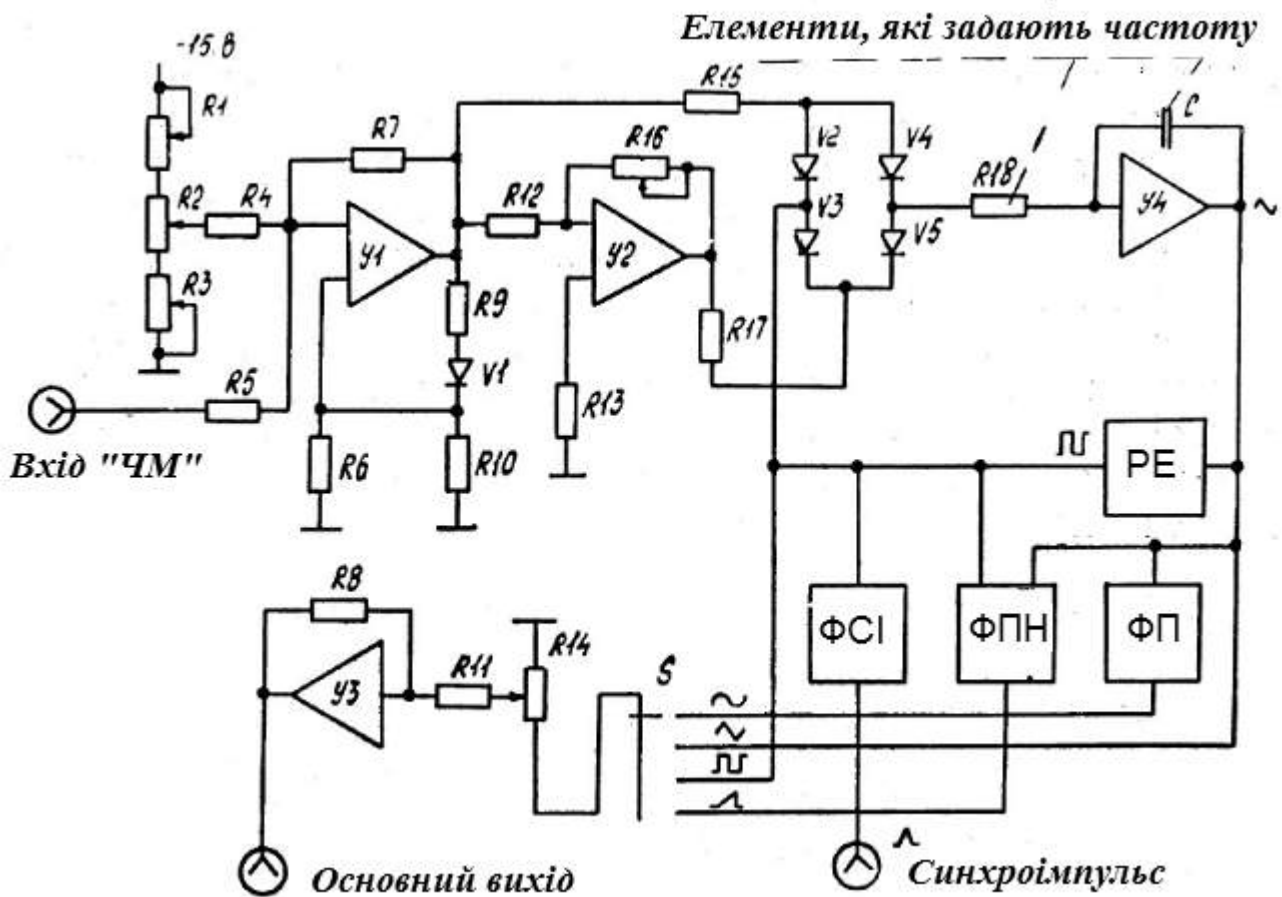 Елементи, які задають частоту
-15.В
R1
R7
R15
C
R16
V2
V4
R2
R4
R12
R18
У4
V3
V5
У1
У2
R3
R9
R17
R5
V1
R13
Вхід "ЧМ"
R6
R10
РЕ
R8
R14
ФСІ
ФПН
ФП
У3
R11
S
Основний вихід
Синхроімпульс